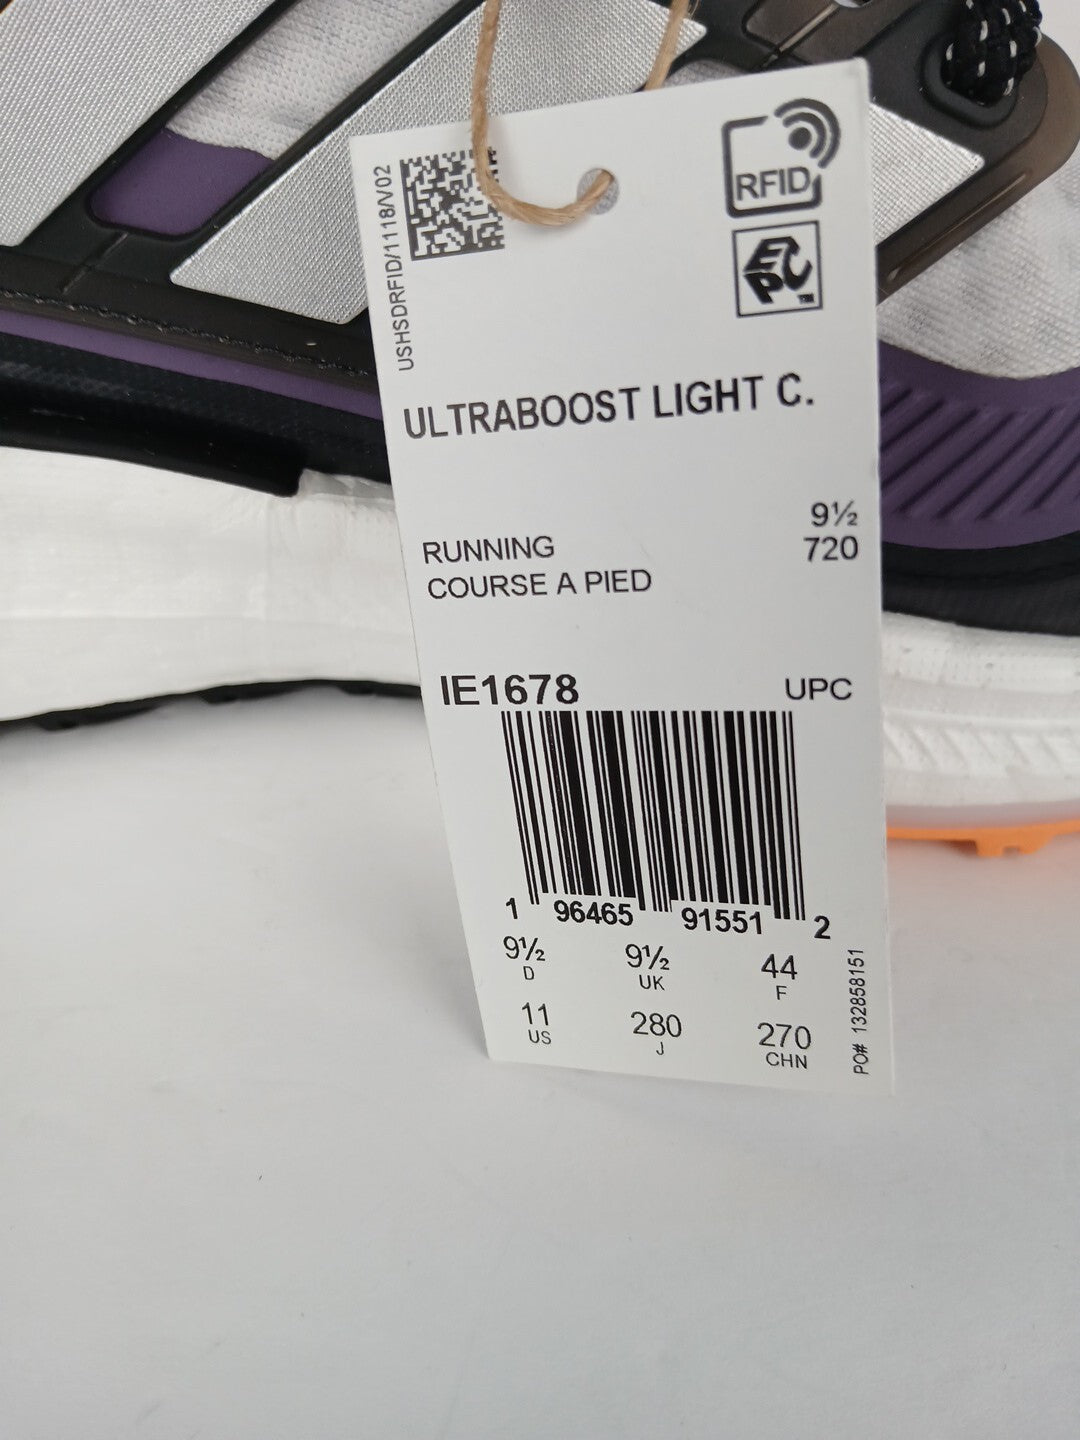 USHSDRFID/1118/V02
RFID
EPC™
ULTRABOOST LIGHT C.
9½
RUNNING 720
COURSE A PIED
IE1678 UPC
1 96465 91551 2
9½ 9½ 44
D UK F
11 280 270
US J CHN
PO# 132858151